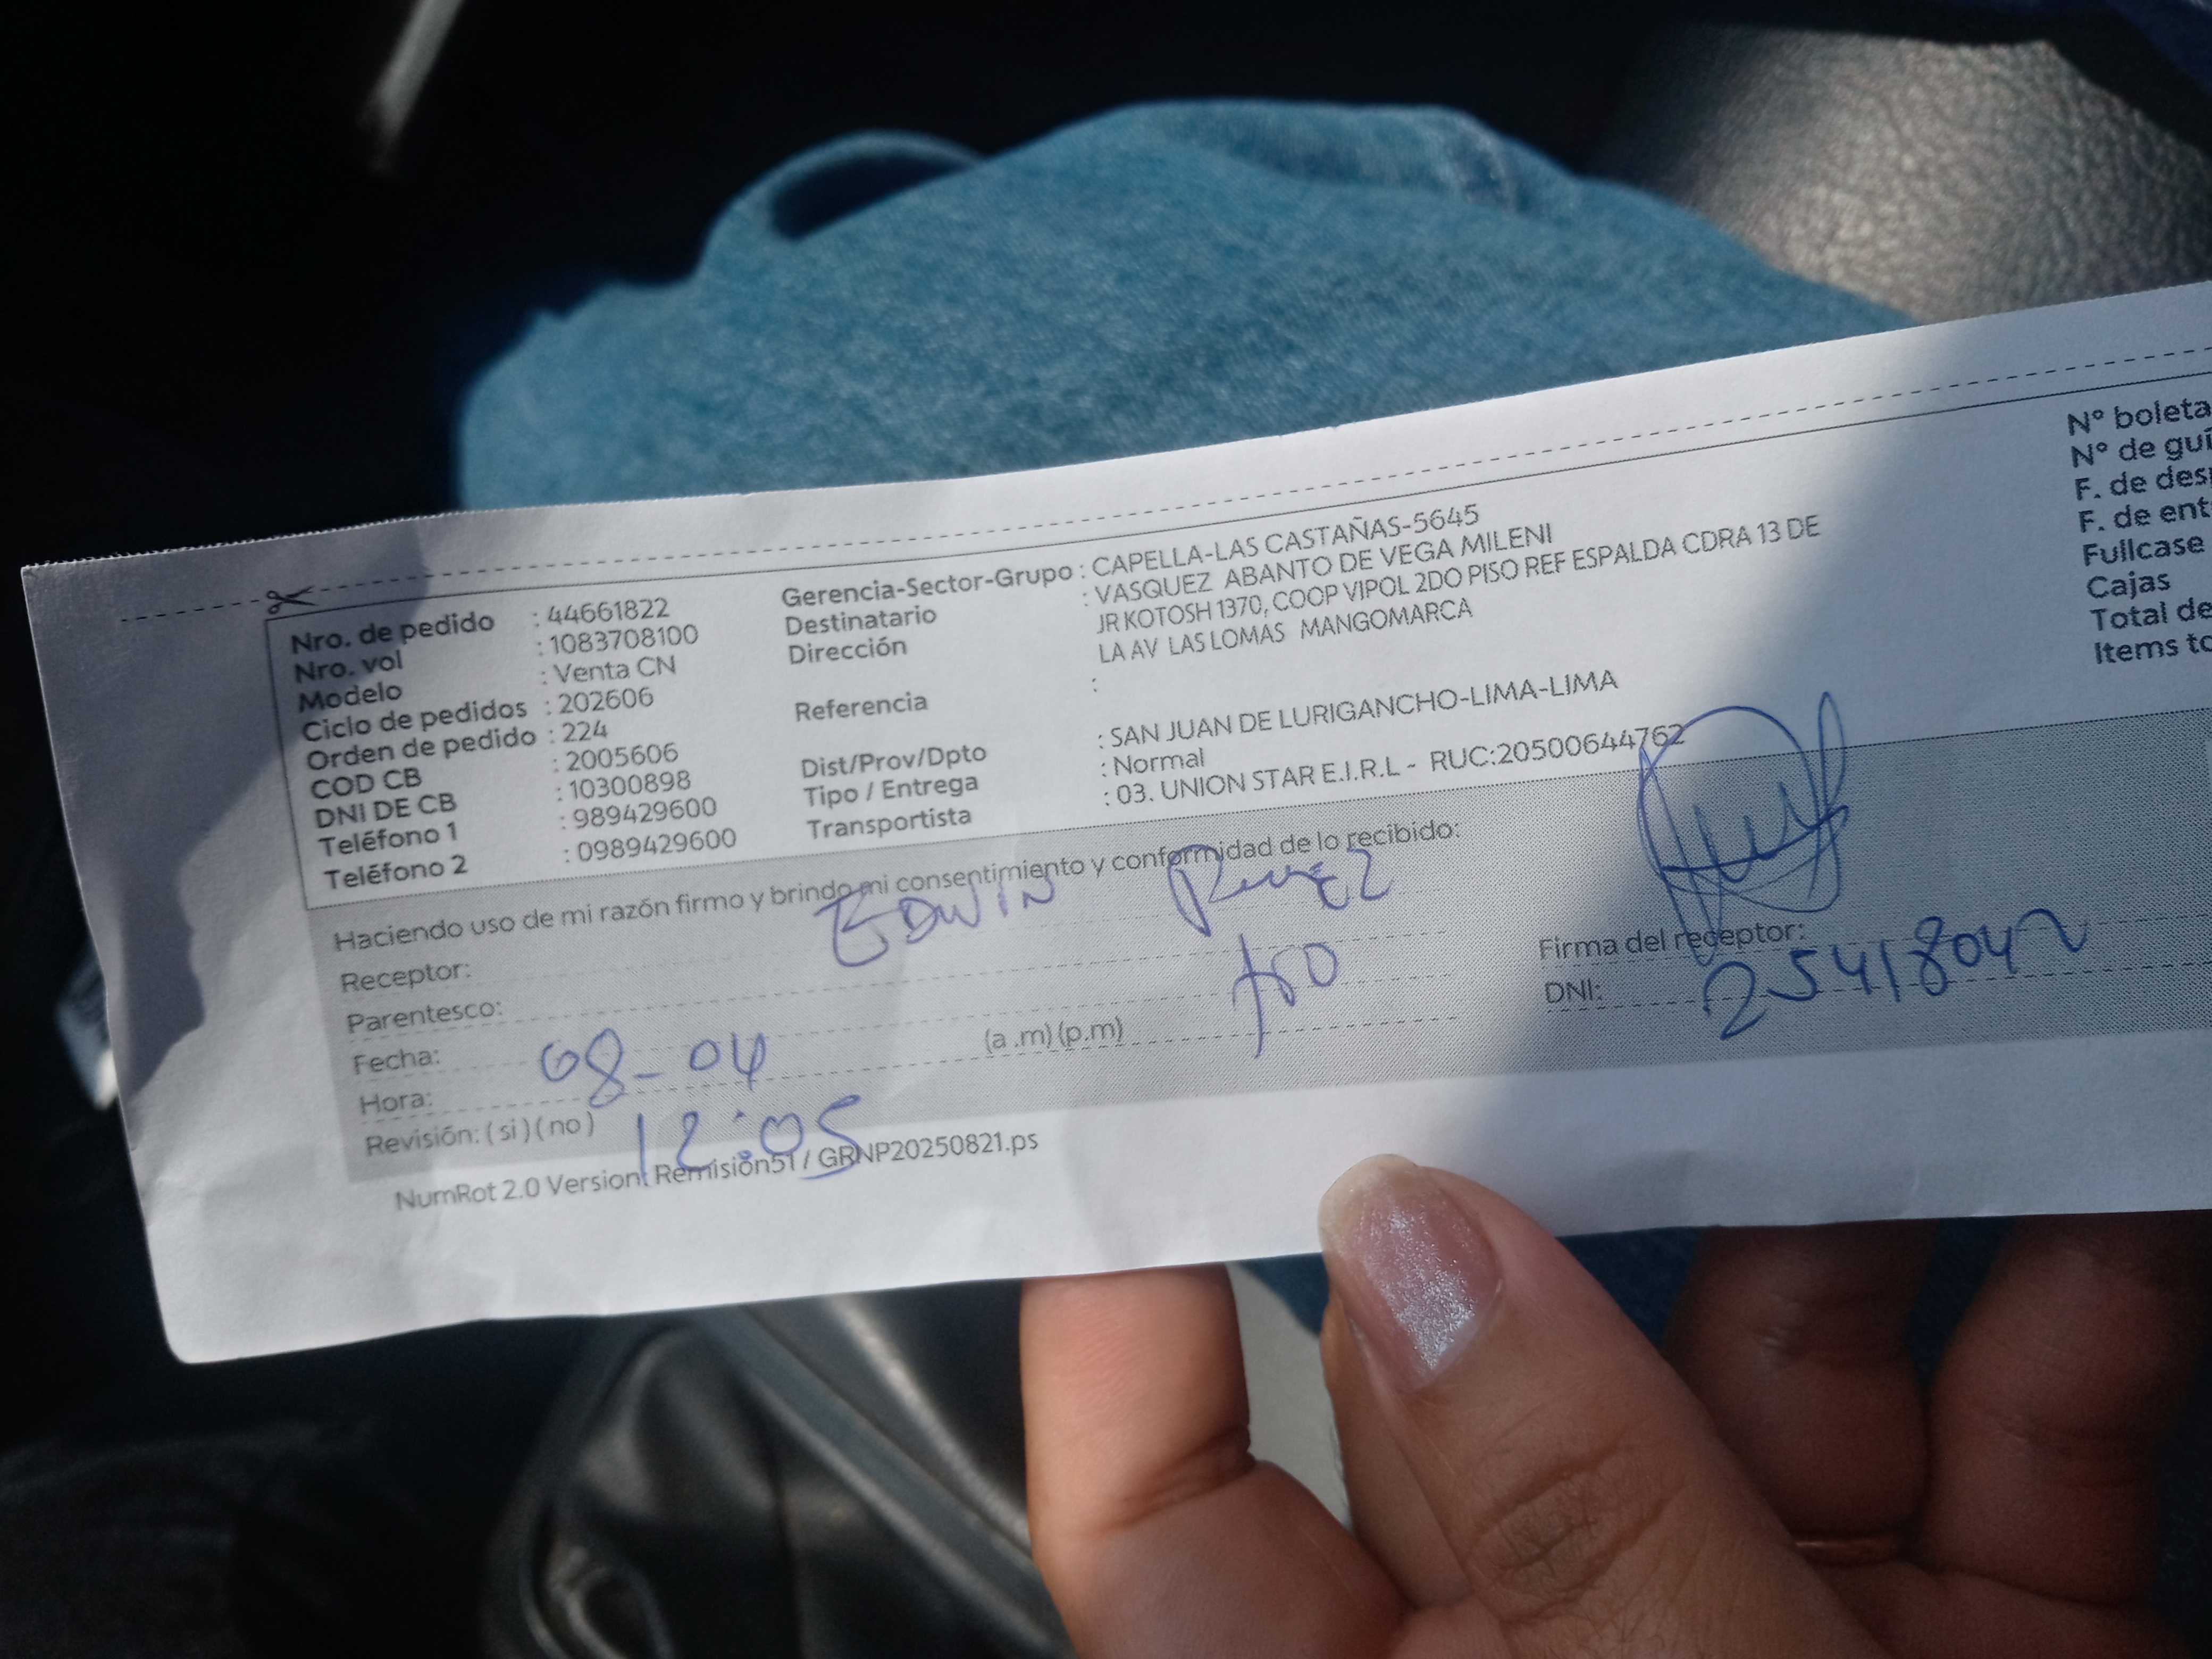 Nro. de pedido : 44661822
Nro. vol : 1083708100
Modelo : Venta CN
Ciclo de pedidos : 202606
Orden de pedido : 224
COD CB : 2005606
DNI DE CB : 10300898
Teléfono 1 : 989429600
Teléfono 2 : 0989429600
Gerencia-Sector-Grupo : CAPELLA-LAS CASTAÑAS-5645
Destinatario : VASQUEZ ABANTO DE VEGA MILENI
Dirección JR KOTOSH 1370, COOP VIPOL 2DO PISO REF ESPALDA CDRA 13 DE
LA AV LAS LOMAS MANGOMARCA
Referencia :
Dist/Prov/Dpto : SAN JUAN DE LURIGANCHO-LIMA-LIMA
Tipo / Entrega : Normal
Transportista : 03. UNION STAR E.I.R.L - RUC:20500644762
N° boleta
N° de guí
F. de des
F. de ent
Fullcase
Cajas
Total de
Items to
Haciendo uso de mi razón firmo y brindo mi consentimiento y conformidad de lo recibido:
Receptor: EDWIN
Parentesco:
Fecha: 08-04
Hora: 12:05 (a .m) (p.m)
Revisión: ( si ) ( no )
Firma del receptor:
DNI: 25418042
NumRot 2.0 Version: Remisión51 / GRNP20250821.ps